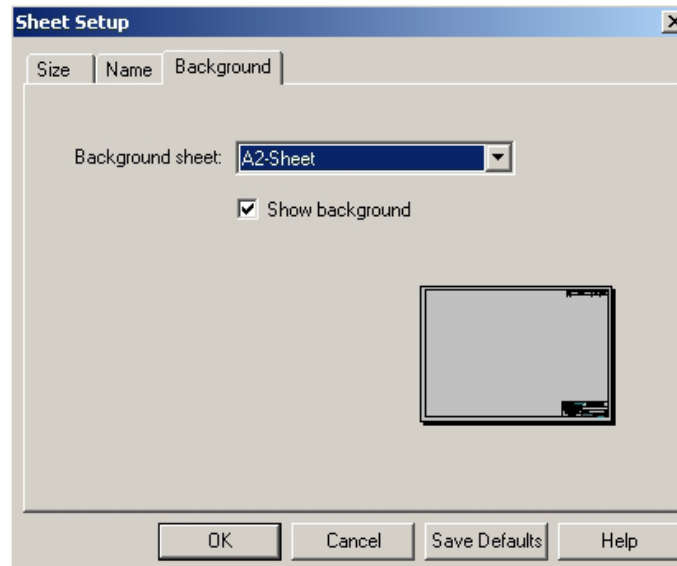 Sheet Setup
Size Name Background
Background sheet: A2-Sheet
Show background
OK Cancel Save Defaults Help